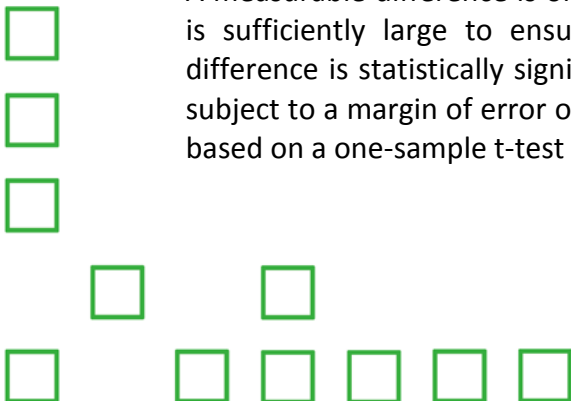 is sufficiently large to ensu
difference is statistically signi
subject to a margin of error o
based on a one-sample t-test